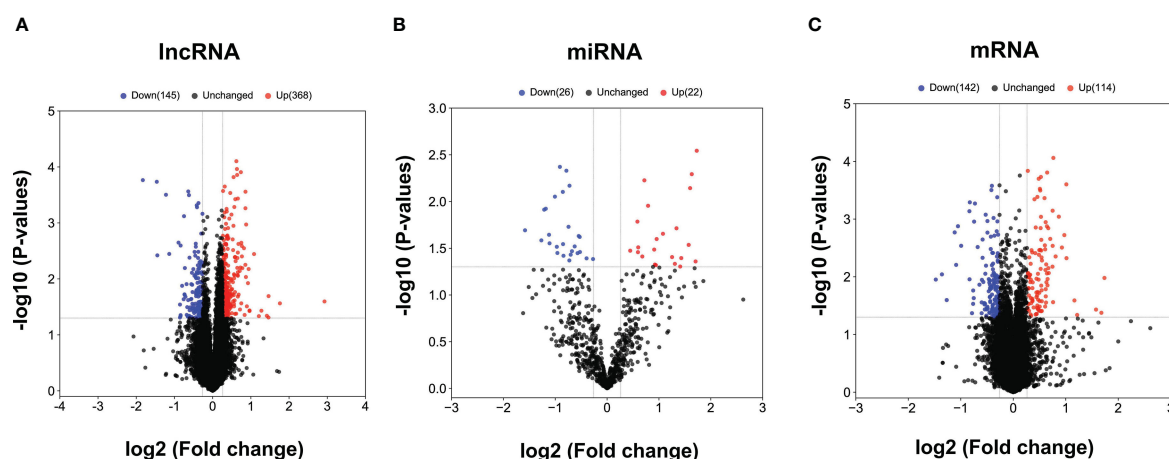 A
lncRNA
Down(145) Unchanged Up(368)
5
4
3
2
1
0
-4 -3 -2 -1 0 1 2 3 4
-log10 (P-values)
log2 (Fold change)
B
miRNA
Down(26) Unchanged Up(22)
3.0
2.5
2.0
1.5
1.0
0.5
0.0
−3 −2 −1 0 1 2 3
-log10 (P-values)
log2 (Fold change)
C
mRNA
Down(142) Unchanged Up(114)
5
4
3
2
1
0
−3 −2 −1 0 1 2 3
-log10 (P-values)
log2 (Fold change)